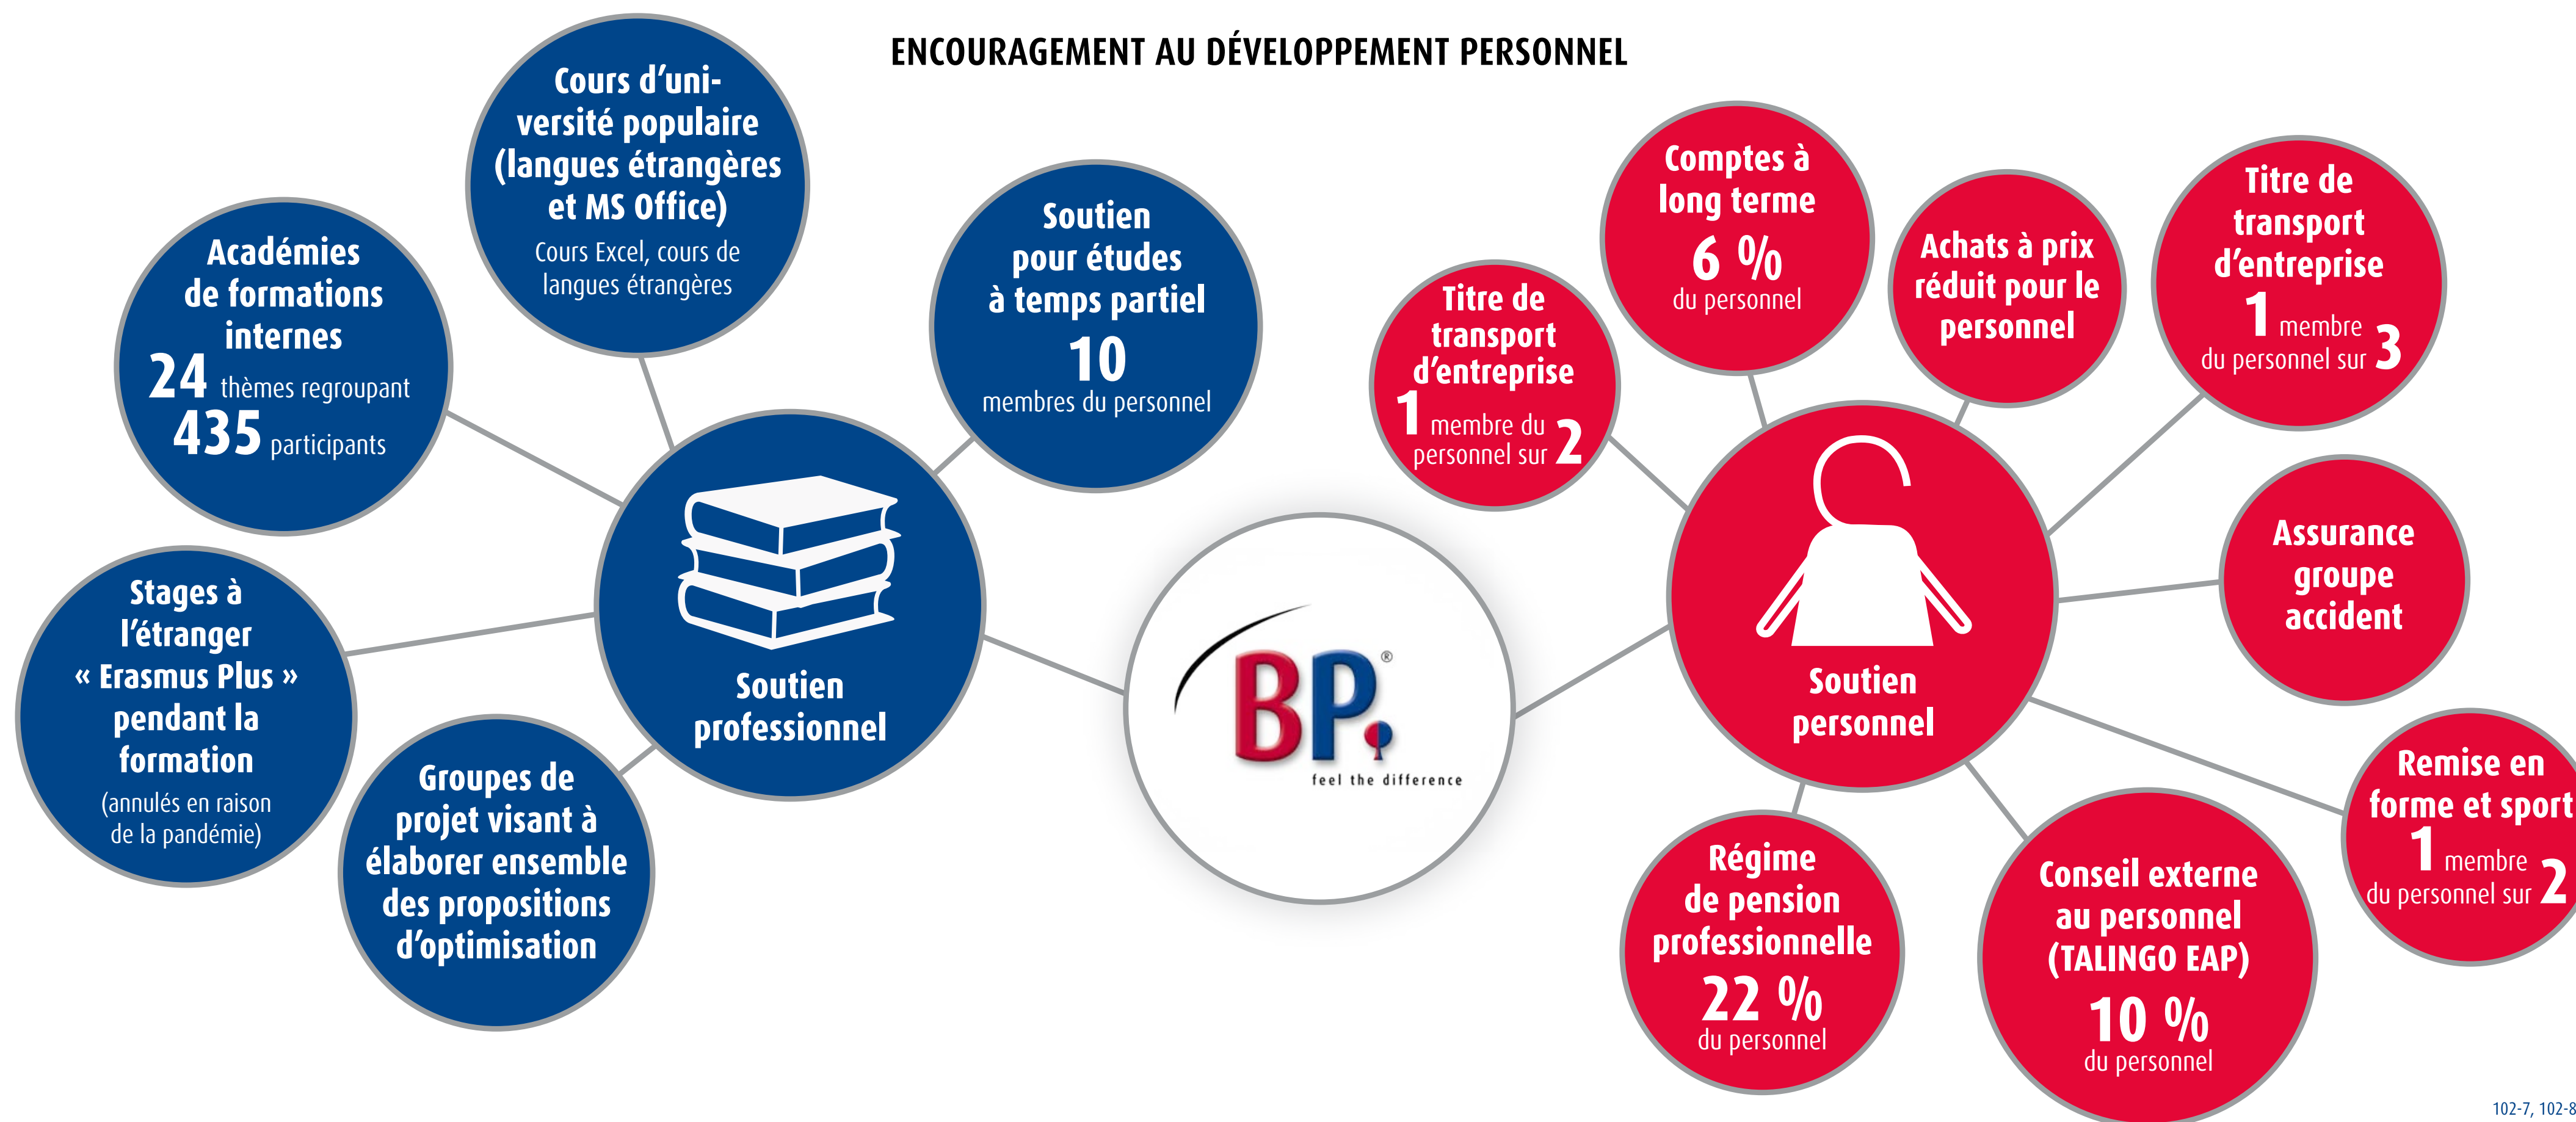 ENCOURAGEMENT AU DÉVELOPPEMENT PERSONNEL
Cours d’uni-
versité populaire
(langues étrangères
et MS Office)
Cours Excel, cours de
langues étrangères
Académies
de formations
internes
24 thèmes regroupant
435 participants
Soutien
pour études
à temps partiel
10
membres du personnel
Stages à
l’étranger
« Erasmus Plus »
pendant la
formation
(annulés en raison
de la pandémie)
Groupes de
projet visant à
élaborer ensemble
des propositions
d’optimisation
Soutien
professionnel
BP®
feel the difference
Titre de
transport
d’entreprise
1 membre du
personnel sur 2
Comptes à
long terme
6 %
du personnel
Achats à prix
réduit pour le
personnel
Titre de
transport
d’entreprise
1 membre
du personnel sur 3
Soutien
personnel
Assurance
groupe
accident
Remise en
forme et sport
1 membre
du personnel sur 2
Régime
de pension
professionnelle
22 %
du personnel
Conseil externe
au personnel
(TALINGO EAP)
10 %
du personnel
102-7, 102-8